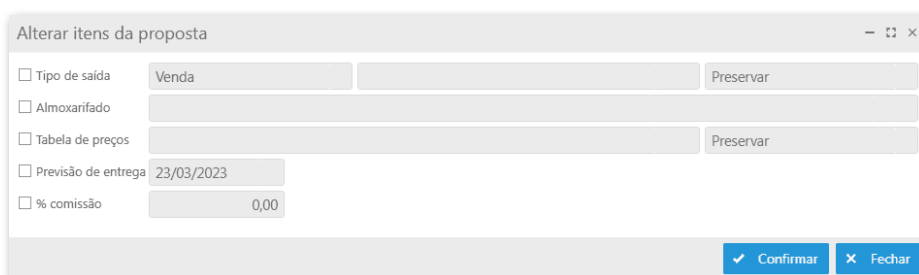 Alterar itens da proposta
Tipo de saída Venda Preservar
Almoxarifado
Tabela de preços Preservar
Previsão de entrega 23/03/2023
% comissão 0,00
Confirmar Fechar